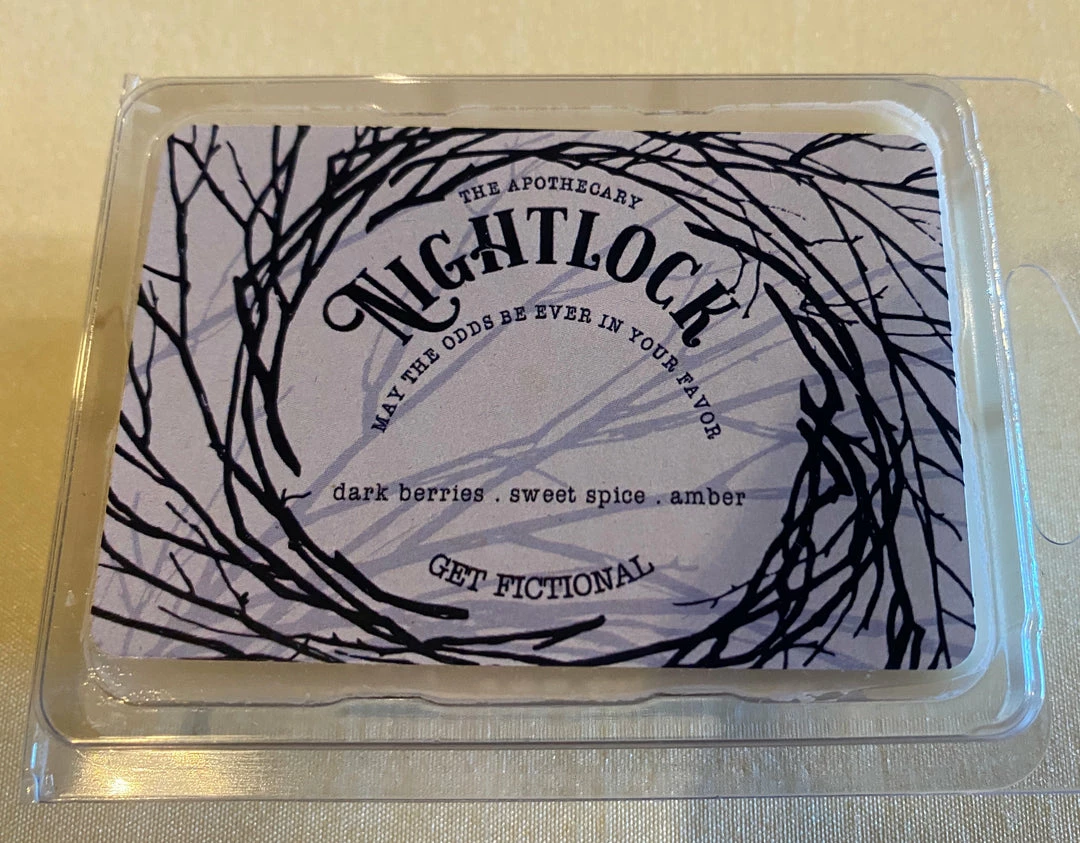 THE APOTHECARY
NIGHTLOCK
MAY THE ODDS BE EVER IN YOUR FAVOR
dark berries . sweet spice . amber
GET FICTIONAL